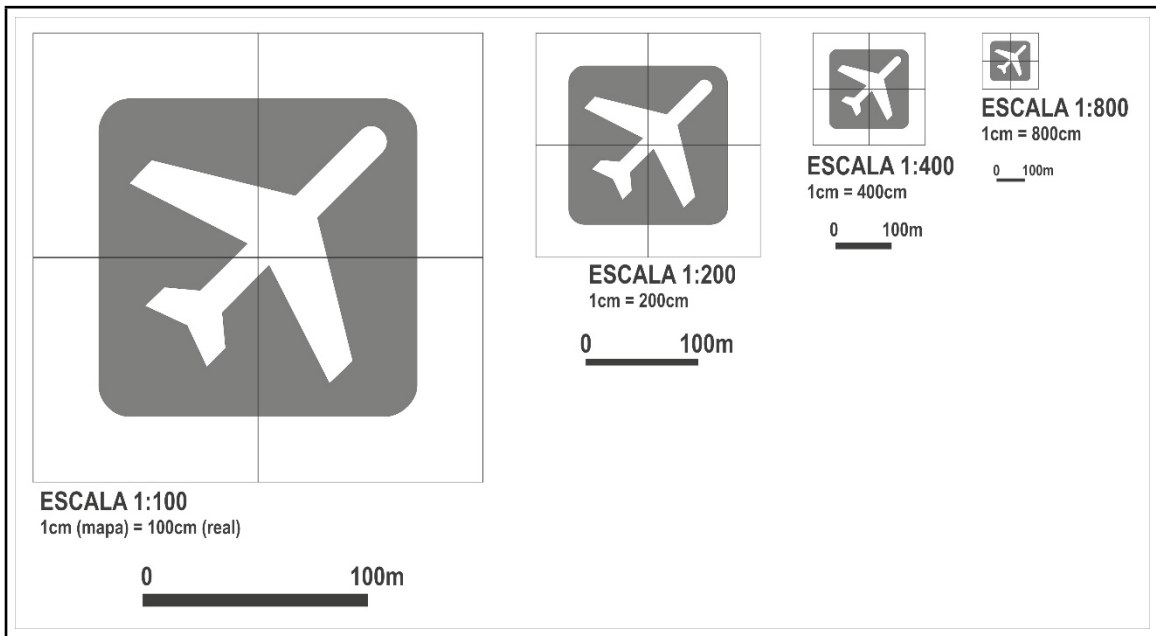 ESCALA 1:100
1cm (mapa) = 100cm (real)
0 100m
ESCALA 1:200
1cm = 200cm
0 100m
ESCALA 1:400
1cm = 400cm
0 100m
ESCALA 1:800
1cm = 800cm
0 100m